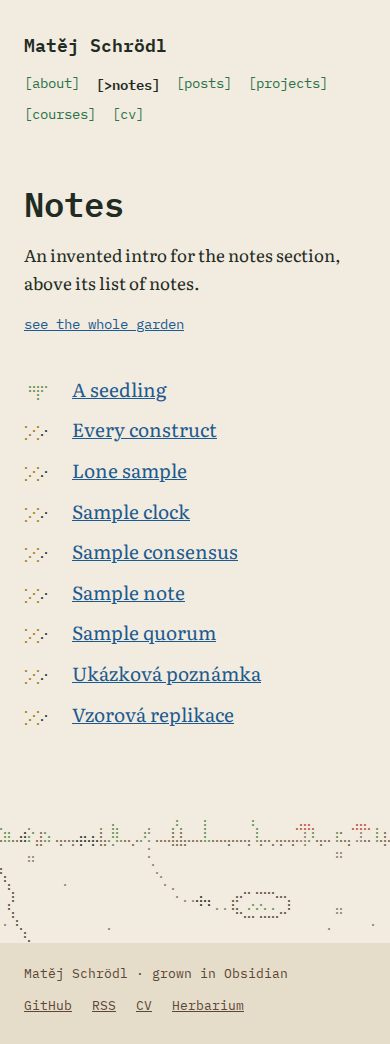 Matěj Schrödl
[about] [>notes] [posts] [projects]
[courses] [cv]
Notes
An invented intro for the notes section,
above its list of notes.
see the whole garden
A seedling
Every construct
Lone sample
Sample clock
Sample consensus
Sample note
Sample quorum
Ukázková poznámka
Vzorová replikace
Matěj Schrödl · grown in Obsidian
GitHub RSS CV Herbarium